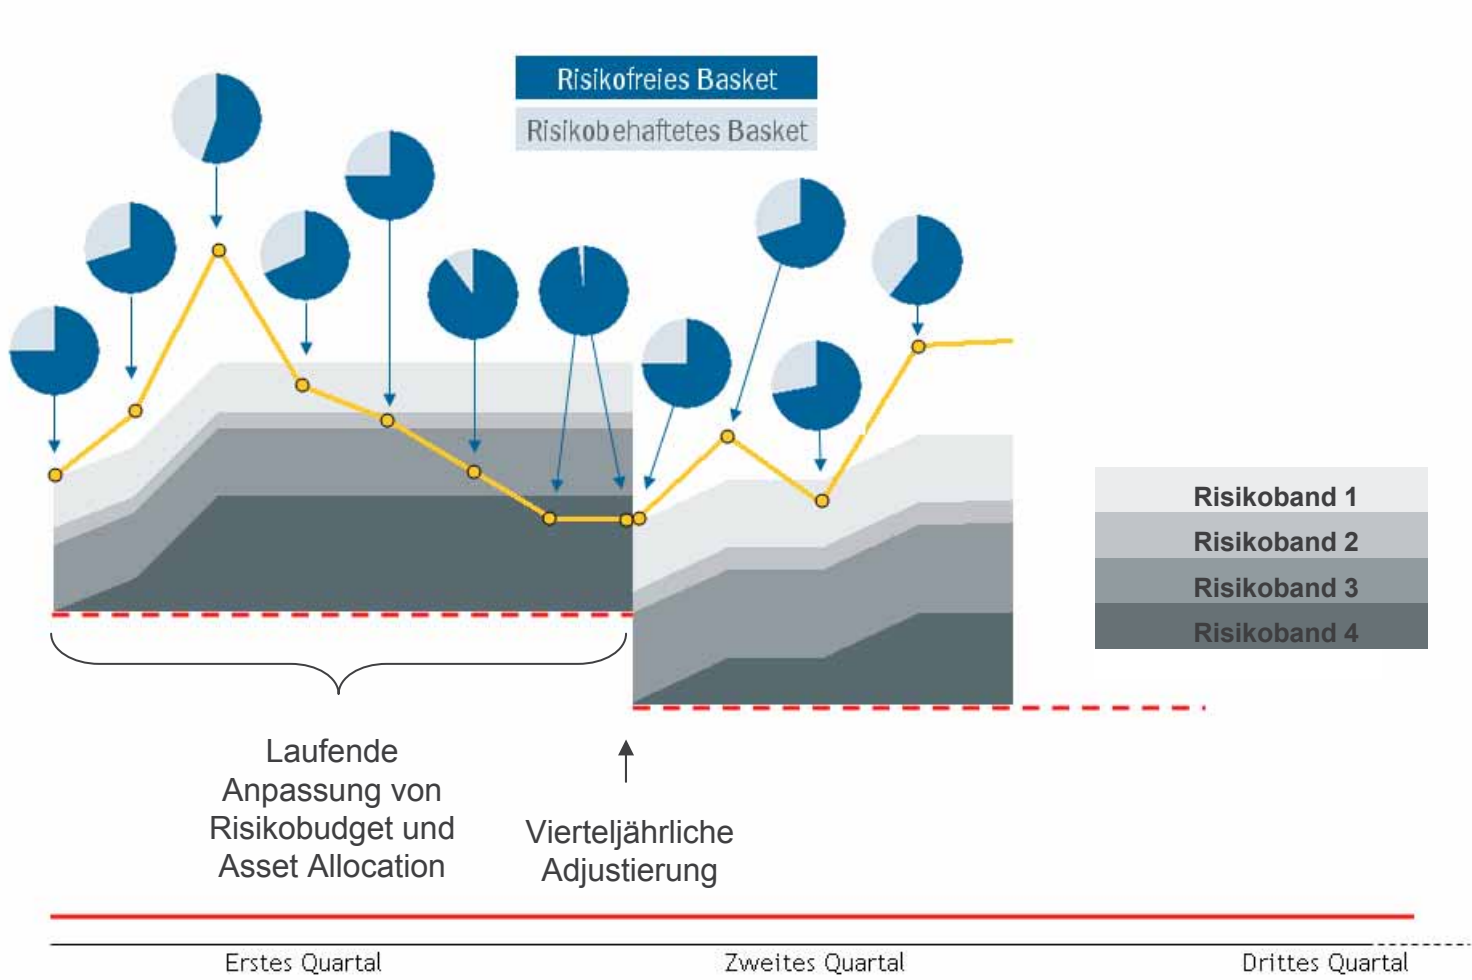 Risikofreies Basket
Risikobehaftetes Basket
Risikoband 1
Risikoband 2
Risikoband 3
Risikoband 4
Laufende
Anpassung von
Risikobudget und
Asset Allocation
Vierteljährliche
Adjustierung
Erstes Quartal
Zweites Quartal
Drittes Quartal